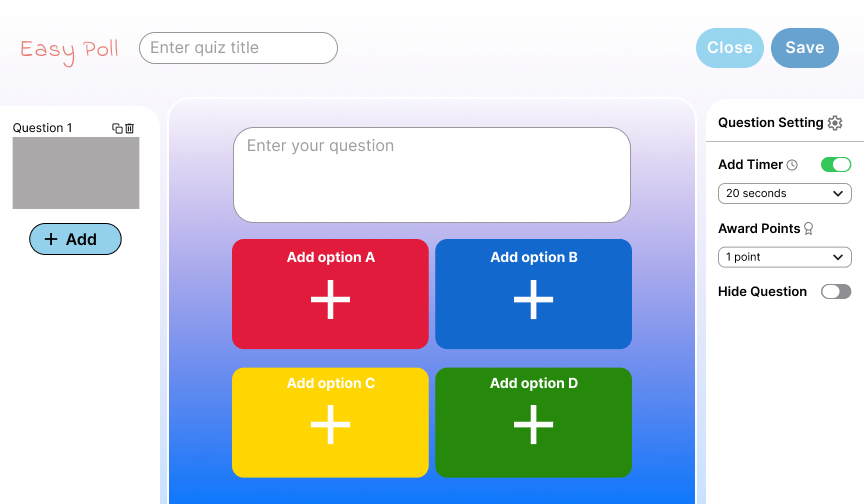 Easy Poll
Enter quiz title
Close
Save
Question 1
+ Add
Enter your question
Add option A
Add option B
Add option C
Add option D
Question Setting
Add Timer
20 seconds
Award Points
1 point
Hide Question